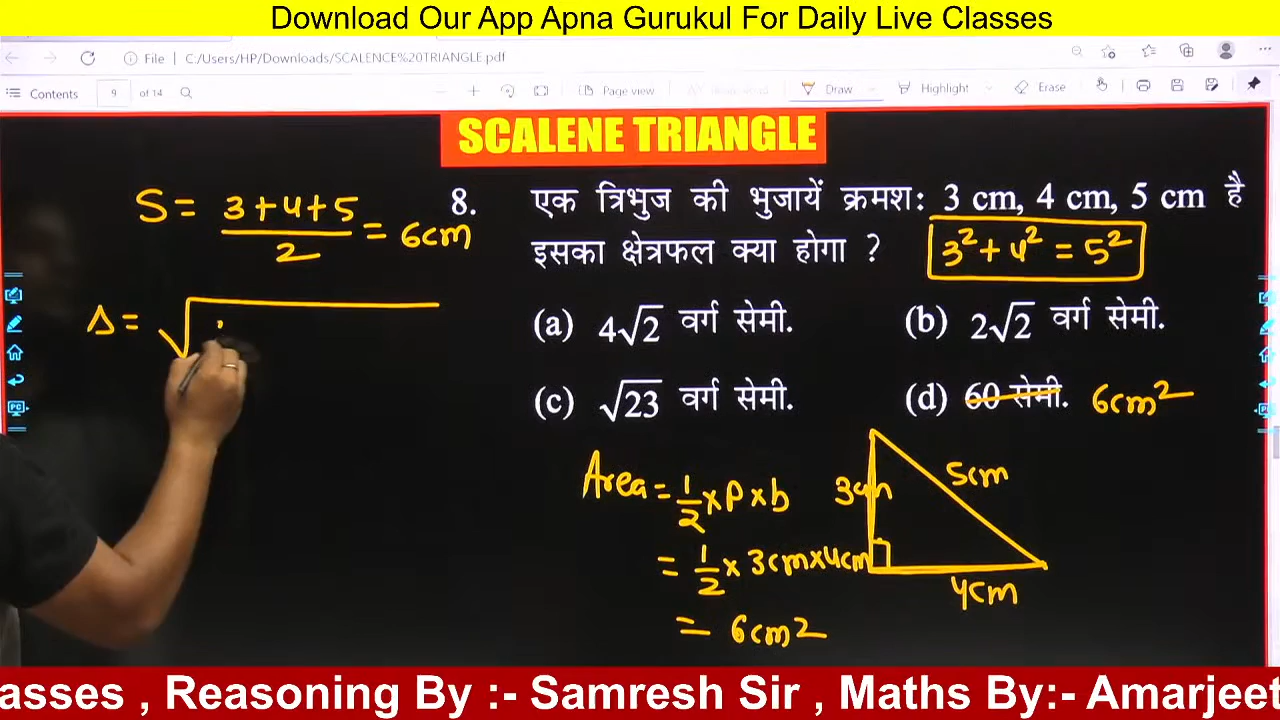 Download Our App Apna Gurukul For Daily Live Classes
File | C:/Users/HP/Downloads/SCALENCE%20TRIANGLE.pdf
Contents 9 of 14 Page view Draw Highlight Erase
SCALENE TRIANGLE
8. एक त्रिभुज की भुजायें क्रमश: 3 cm, 4 cm, 5 cm है
इसका क्षेत्रफल क्या होगा ?
3² + 4² = 5²
(a) 4√2 वर्ग सेमी. (b) 2√2 वर्ग सेमी.
(c) √23 वर्ग सेमी. (d) 60 सेमी. 6cm²
S = 3+4+5 / 2 = 6cm
Δ = √
Area = 1/2 × P × b
= 1/2 × 3cm × 4cm
= 6cm²
3cm
5cm
4cm
asses , Reasoning By :- Samresh Sir , Maths By:- Amarjeet